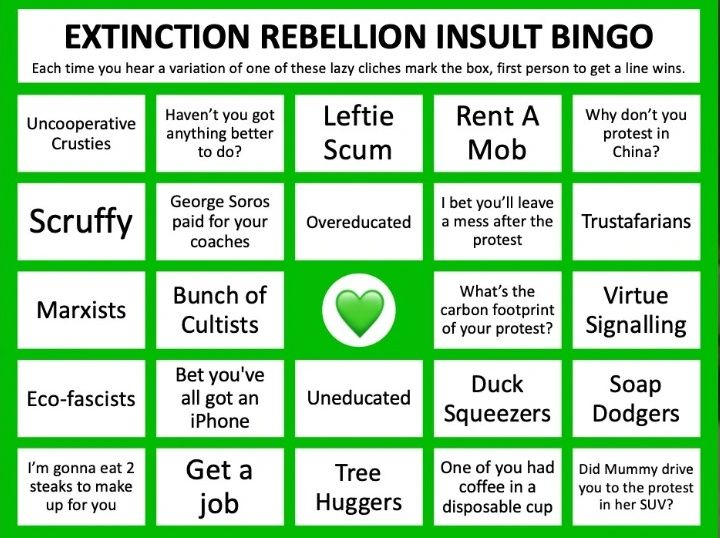 EXTINCTION REBELLION INSULT BINGO
Each time you hear a variation of one of these lazy cliches mark the box, first person to get a line wins.
Uncooperative
Crusties
Haven’t you got
anything better
to do?
Leftie
Scum
Rent A
Mob
Why don’t you
protest in
China?
Scruffy
George Soros
paid for your
coaches
Overeducated
I bet you’ll leave
a mess after the
protest
Trustafarians
Marxists
Bunch of
Cultists
What’s the
carbon footprint
of your protest?
Virtue
Signalling
Eco-fascists
Bet you've
all got an
iPhone
Uneducated
Duck
Squeezers
Soap
Dodgers
I’m gonna eat 2
steaks to make
up for you
Get a
job
Tree
Huggers
One of you had
coffee in a
disposable cup
Did Mummy drive
you to the protest
in her SUV?